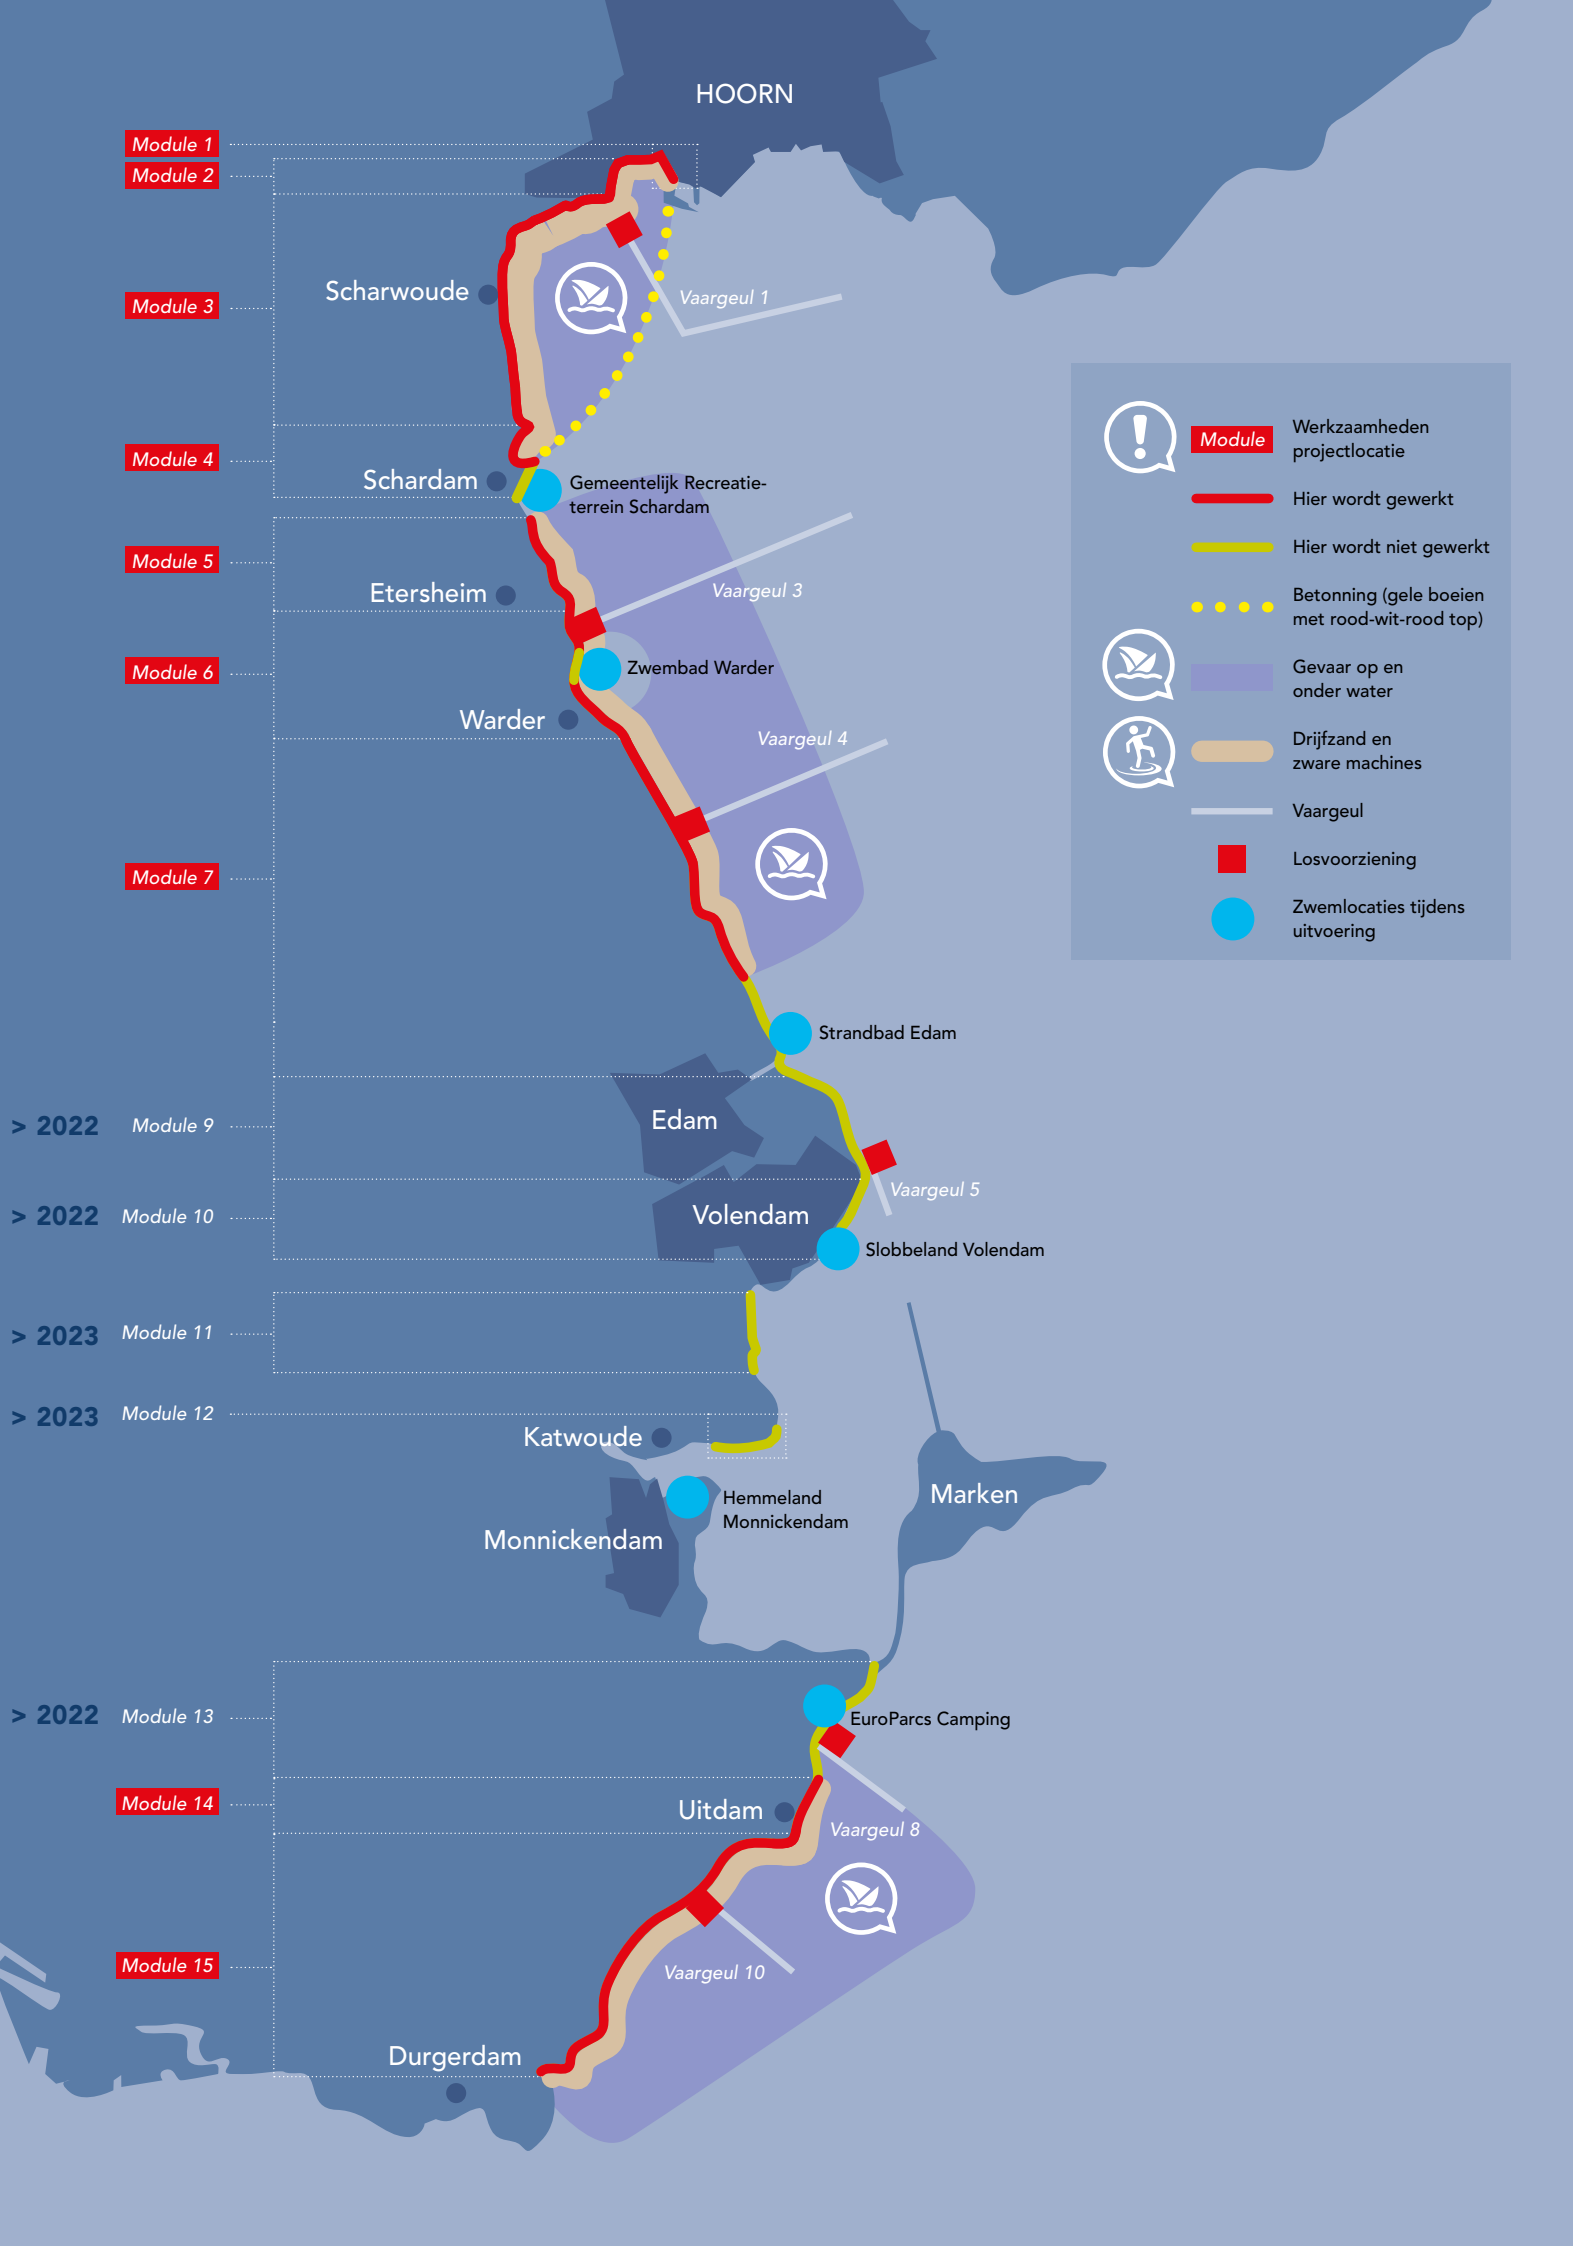 HOORN
Module 1
Module 2
Scharwoude
Module 3
Vaargeul 1
Module 4
Schardam
Gemeentelijk Recreatie-
terrein Schardam
Module 5
Etersheim
Vaargeul 3
Module 6
Zwembad Warder
Warder
Vaargeul 4
Module 7
Strandbad Edam
Edam
> 2022 Module 9
Vaargeul 5
> 2022 Module 10
Volendam
Slobbeland Volendam
> 2023 Module 11
> 2023 Module 12
Katwoude
Marken
Hemmeland
Monnickendam
Monnickendam
> 2022 Module 13
EuroParcs Camping
Module 14
Uitdam
Vaargeul 8
Module 15
Vaargeul 10
Durgerdam
Module
Werkzaamheden
projectlocatie
Hier wordt gewerkt
Hier wordt niet gewerkt
Betonning (gele boeien
met rood-wit-rood top)
Gevaar op en
onder water
Drijfzand en
zware machines
Vaargeul
Losvoorziening
Zwemlocaties tijdens
uitvoering